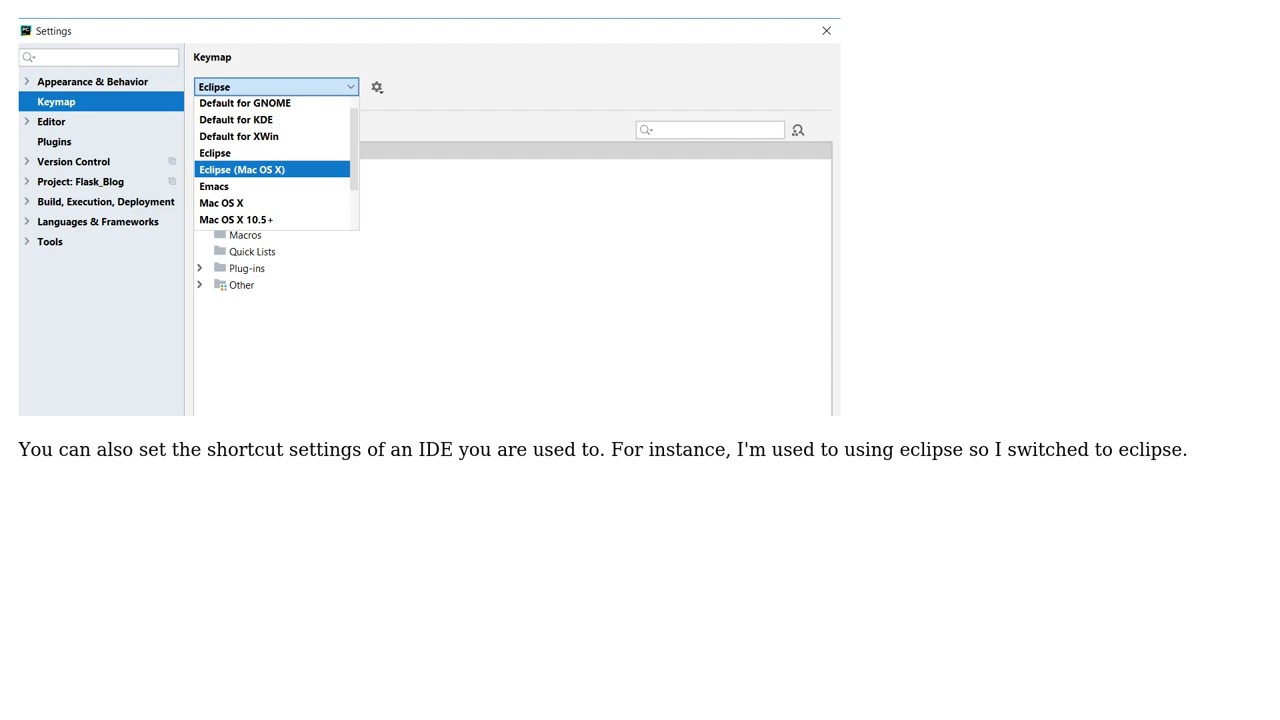 Settings
Keymap
Appearance & Behavior
Keymap
Editor
Plugins
Version Control
Project: Flask_Blog
Build, Execution, Deployment
Languages & Frameworks
Tools
Eclipse
Default for GNOME
Default for KDE
Default for XWin
Eclipse
Eclipse (Mac OS X)
Emacs
Mac OS X
Mac OS X 10.5+
Macros
Quick Lists
Plug-ins
Other
You can also set the shortcut settings of an IDE you are used to. For instance, I'm used to using eclipse so I switched to eclipse.